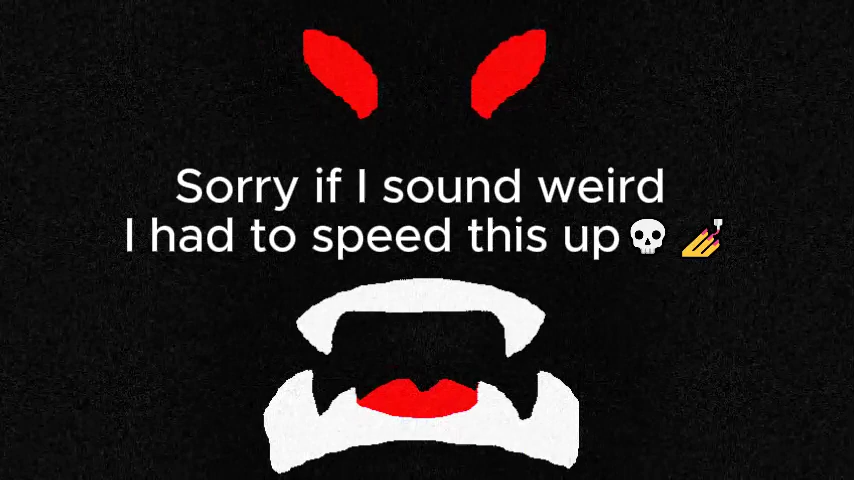 Sorry if I sound weird
I had to speed this up💀 💅